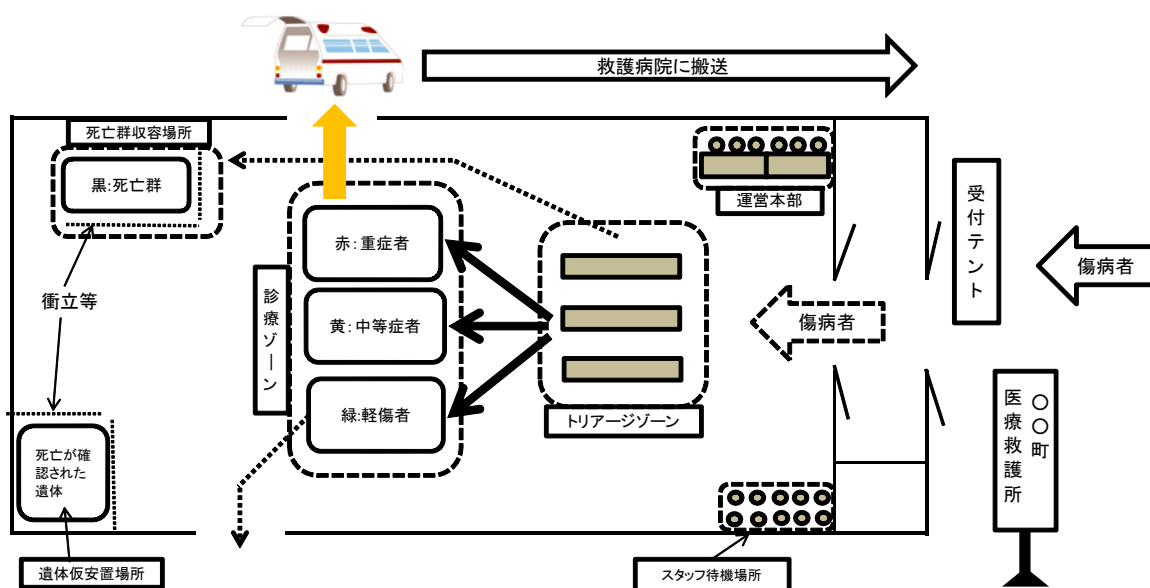 救護病院に搬送
死亡群収容場所
黒:死亡群
運営本部
受付テント
傷病者
赤:重症者
診療ゾーン
衝立等
黄:中等症者
傷病者
緑:軽傷者
トリアージゾーン
○○町
医療救護所
死亡が確
認された
遺体
遺体仮安置場所
スタッフ待機場所